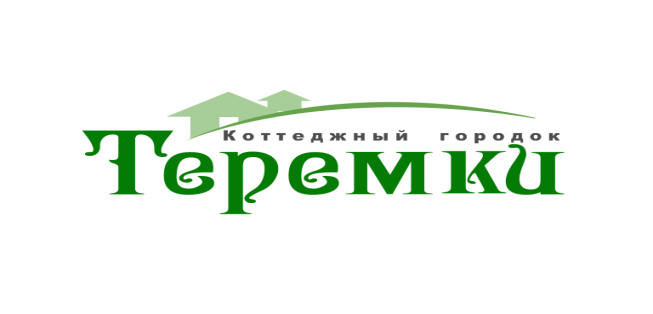 Коттеджный городок
Теремки